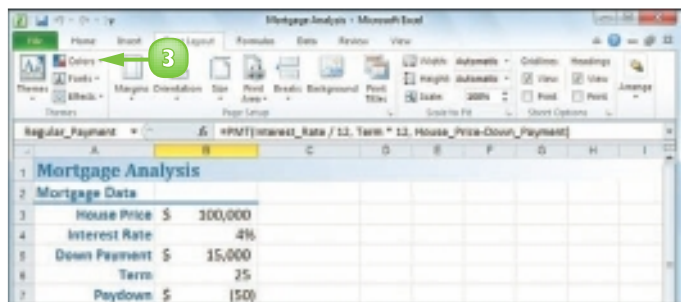 Mortgage Analysis - Microsoft Excel
File Home Insert Page Layout Formulas Data Review View
Colors
3
Width: Automatic
Gridlines Headings
Themes
Fonts
Margins Orientation Size Print Area Breaks Background Print Titles
Height: Automatic
View View
Arrange
Effects
Scale: 100%
Print Print
Themes Page Setup Scale to Fit Sheet Options
Regular_Payment fx =PMT(Interest_Rate / 12, Term * 12, House_Price-Down_Payment)
A B C D E F G H I
1 Mortgage Analysis
2 Mortgage Data
3 House Price $ 100,000
4 Interest Rate 4%
5 Down Payment $ 15,000
6 Term 25
7 Paydown $ (50)